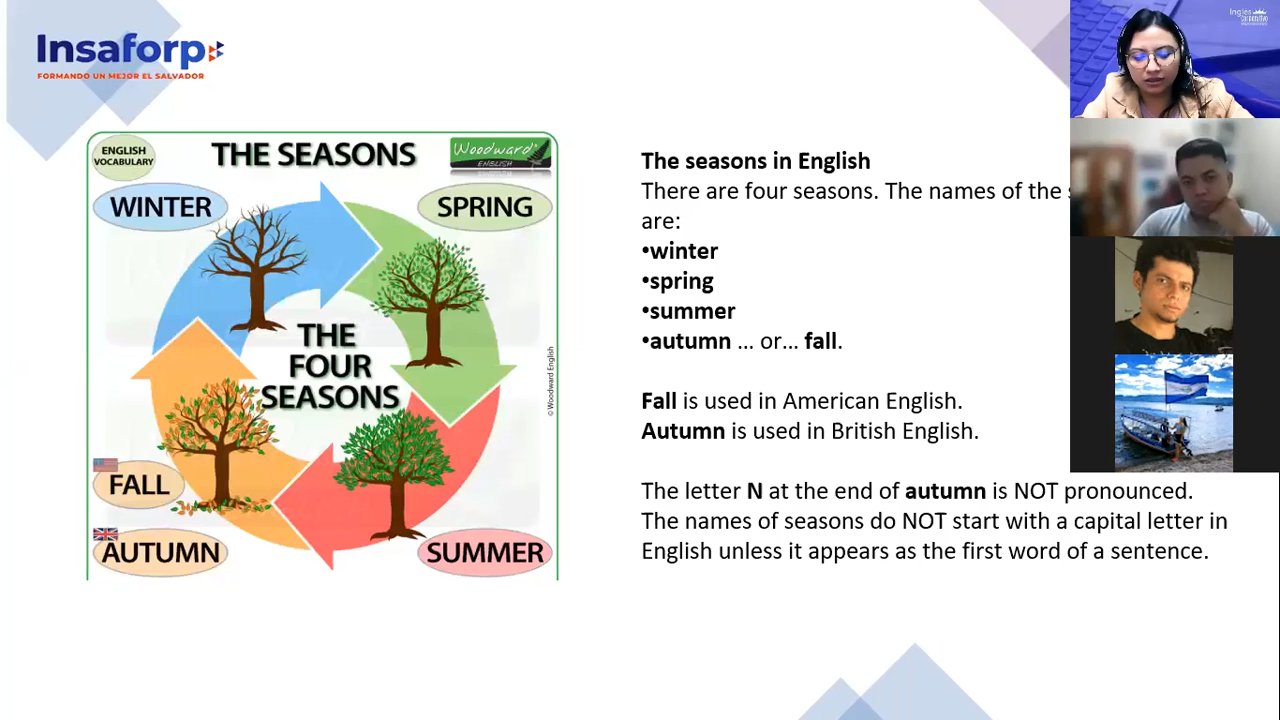 Insaforp
FORMANDO UN MEJOR EL SALVADOR
ENGLISH
VOCABULARY
THE SEASONS
Woodward
ENGLISH
WINTER
SPRING
THE
FOUR
SEASONS
© Woodward English
FALL
AUTUMN
SUMMER
The seasons in English
There are four seasons. The names of the
are:
•winter
•spring
•summer
•autumn … or… fall.
Fall is used in American English.
Autumn is used in British English.
The letter N at the end of autumn is NOT pronounced.
The names of seasons do NOT start with a capital letter in
English unless it appears as the first word of a sentence.
Ingles